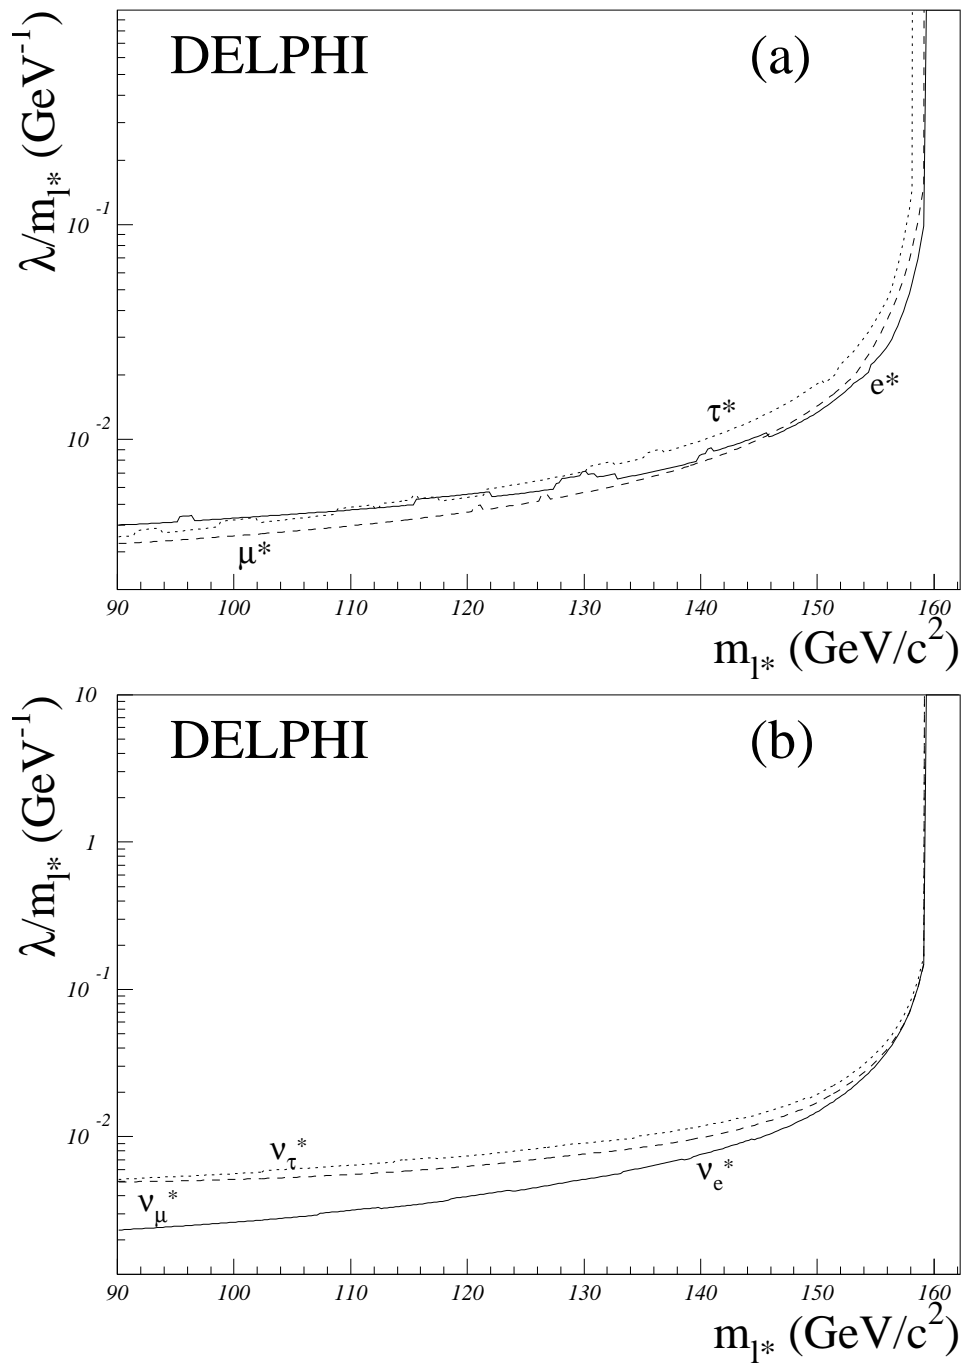 DELPHI (a)
λ/m_l* (GeV^-1)
10^-1
10^-2
τ*
e*
μ*
90 100 110 120 130 140 150 160
m_l* (GeV/c^2)
10
DELPHI (b)
λ/m_l* (GeV^-1)
1
10^-1
10^-2
ν_τ*
ν_μ*
ν_e*
90 100 110 120 130 140 150 160
m_l* (GeV/c^2)